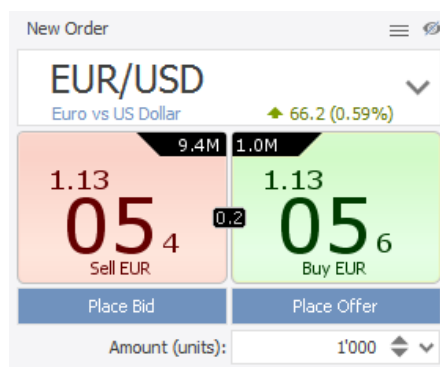 New Order
EUR/USD
Euro vs US Dollar 66.2 (0.59%)
9.4M 1.0M
1.13 1.13
05 4 0.2 05 6
Sell EUR Buy EUR
Place Bid Place Offer
Amount (units): 1'000